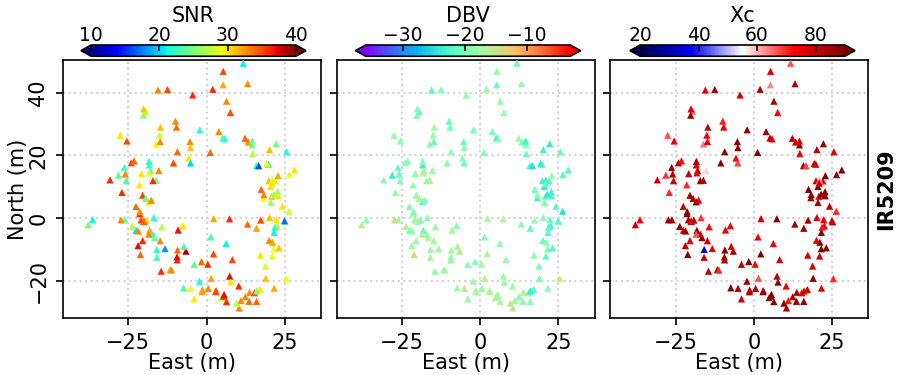 SNR DBV Xc
10 20 30 40 −30 −20 −10 20 40 60 80
40
20
0
−20
North (m)
IR5209
−25 0 25 −25 0 25 −25 0 25
East (m) East (m) East (m)